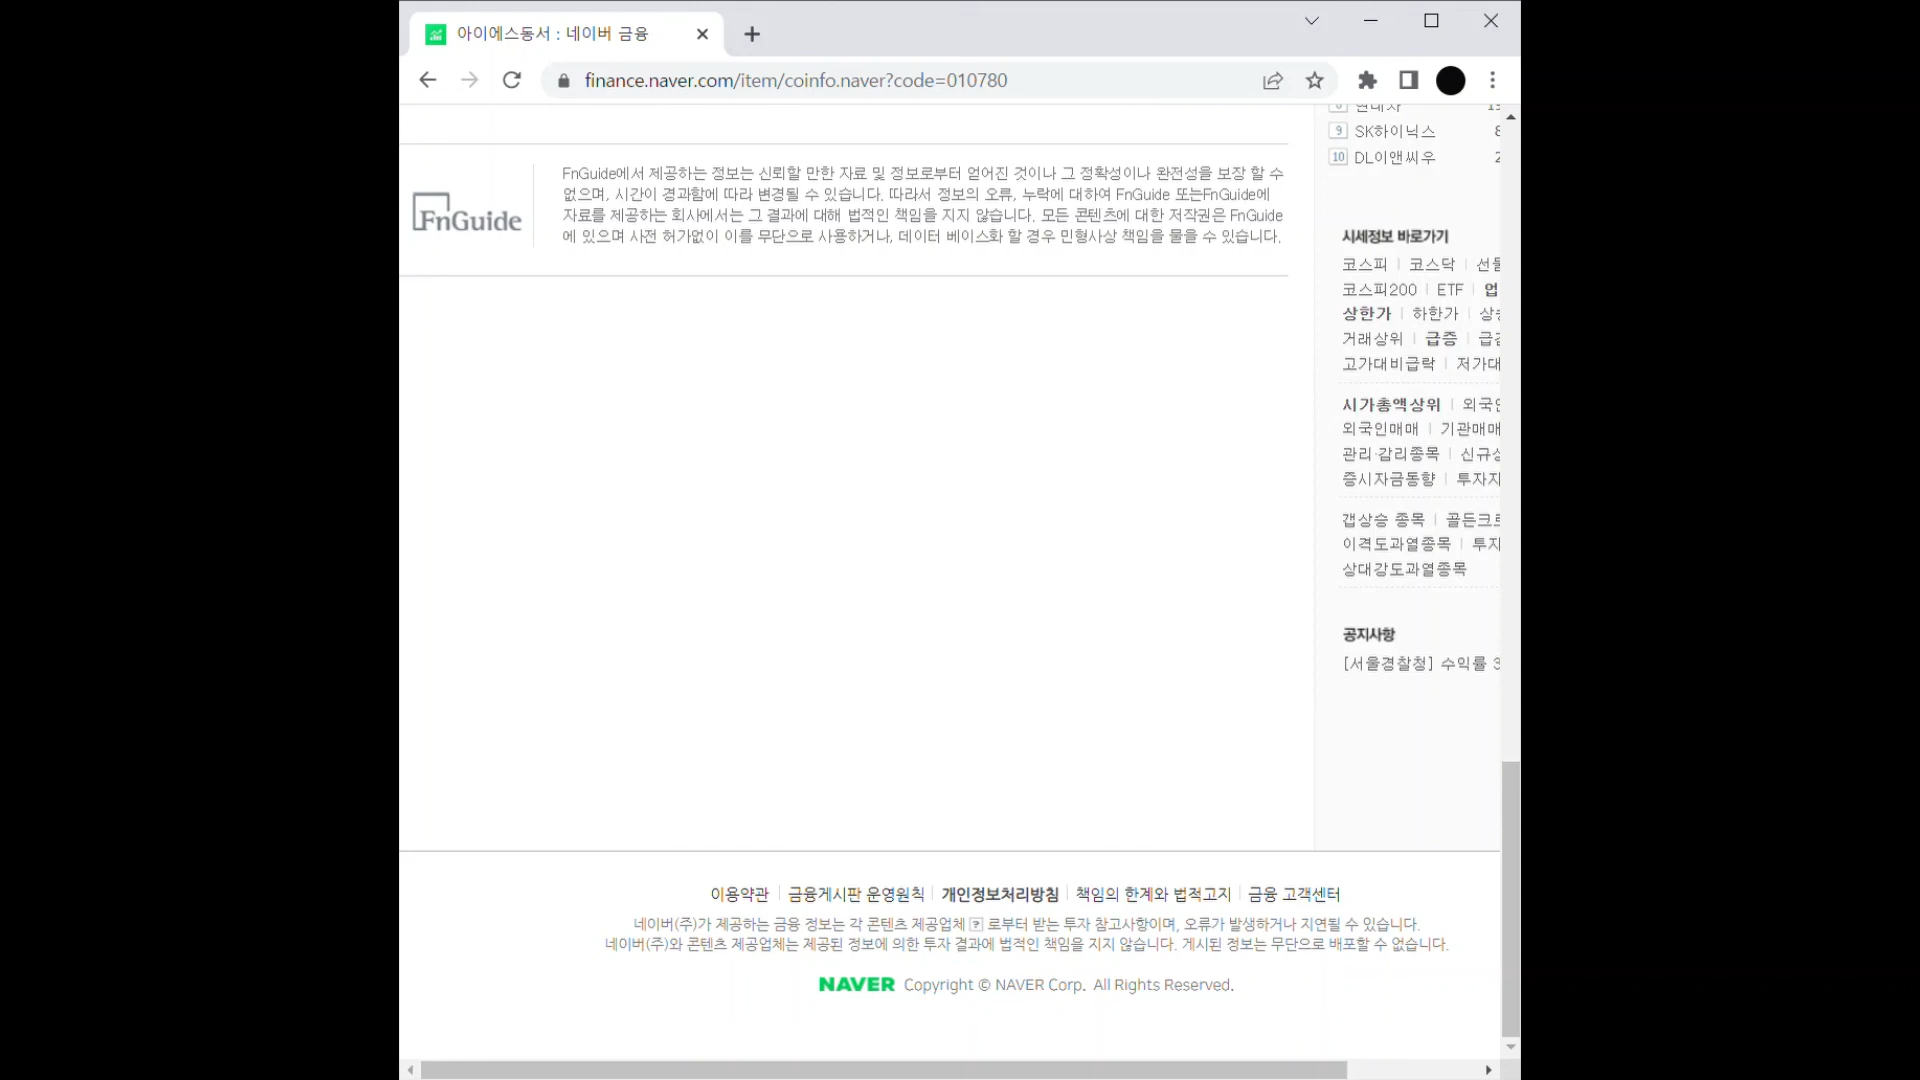 아이에스동서 : 네이버 금융
finance.naver.com/item/coinfo.naver?code=010780
현대차
9 SK하이닉스
10 DL이앤씨우
FnGuide
FnGuide에서 제공하는 정보는 신뢰할 만한 자료 및 정보로부터 얻어진 것이나 그 정확성이나 완전성을 보장 할 수
없으며, 시간이 경과함에 따라 변경될 수 있습니다. 따라서 정보의 오류, 누락에 대하여 FnGuide 또는FnGuide에
자료를 제공하는 회사에서는 그 결과에 대해 법적인 책임을 지지 않습니다. 모든 콘텐츠에 대한 저작권은 FnGuide
에 있으며 사전 허가없이 이를 무단으로 사용하거나, 데이터 베이스화 할 경우 민형사상 책임을 물을 수 있습니다.
시세정보 바로가기
코스피 | 코스닥 |
코스피200 | ETF | 업
상한가 | 하한가 |
거래상위 | 급증 |
고가대비급락 | 저가대
시가총액상위 |
외국인매매 | 기관매매
관리·감리종목 | 신규
증시자금동향 | 투자
갭상승 종목 | 골든크
이격도과열종목 | 투자
상대강도과열종목
공지사항
[서울경찰청] 수익률
이용약관 | 금융게시판 운영원칙 | 개인정보처리방침 | 책임의 한계와 법적고지 | 금융 고객센터
네이버(주)가 제공하는 금융 정보는 각 콘텐츠 제공업체 ? 로부터 받는 투자 참고사항이며, 오류가 발생하거나 지연될 수 있습니다.
네이버(주)와 콘텐츠 제공업체는 제공된 정보에 의한 투자 결과에 법적인 책임을 지지 않습니다. 게시된 정보는 무단으로 배포할 수 없습니다.
NAVER Copyright © NAVER Corp. All Rights Reserved.